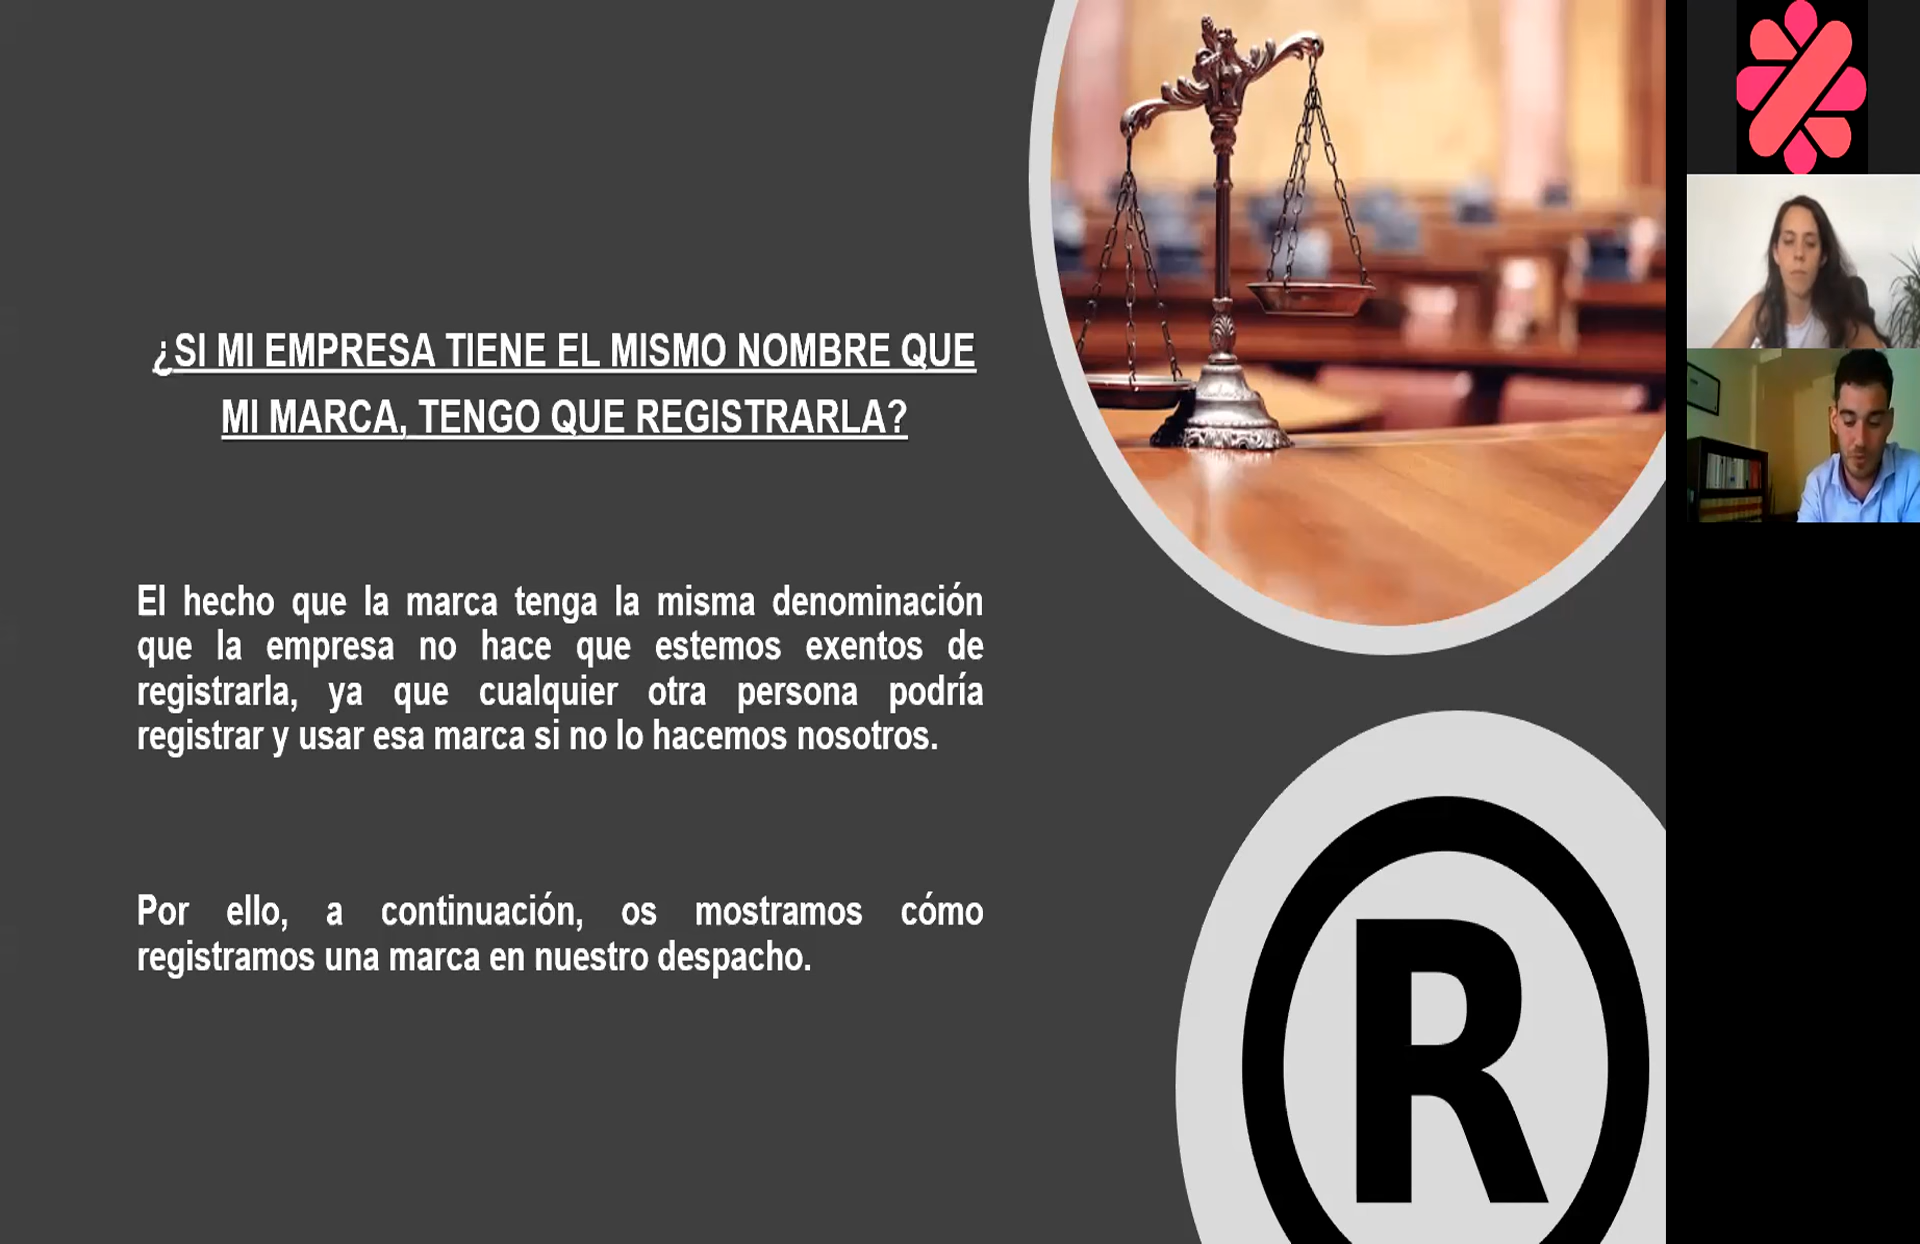 ¿SI MI EMPRESA TIENE EL MISMO NOMBRE QUE
MI MARCA, TENGO QUE REGISTRARLA?
El hecho que la marca tenga la misma denominación
que la empresa no hace que estemos exentos de
registrarla, ya que cualquier otra persona podría
registrar y usar esa marca si no lo hacemos nosotros.
Por ello, a continuación, os mostramos cómo
registramos una marca en nuestro despacho.
R